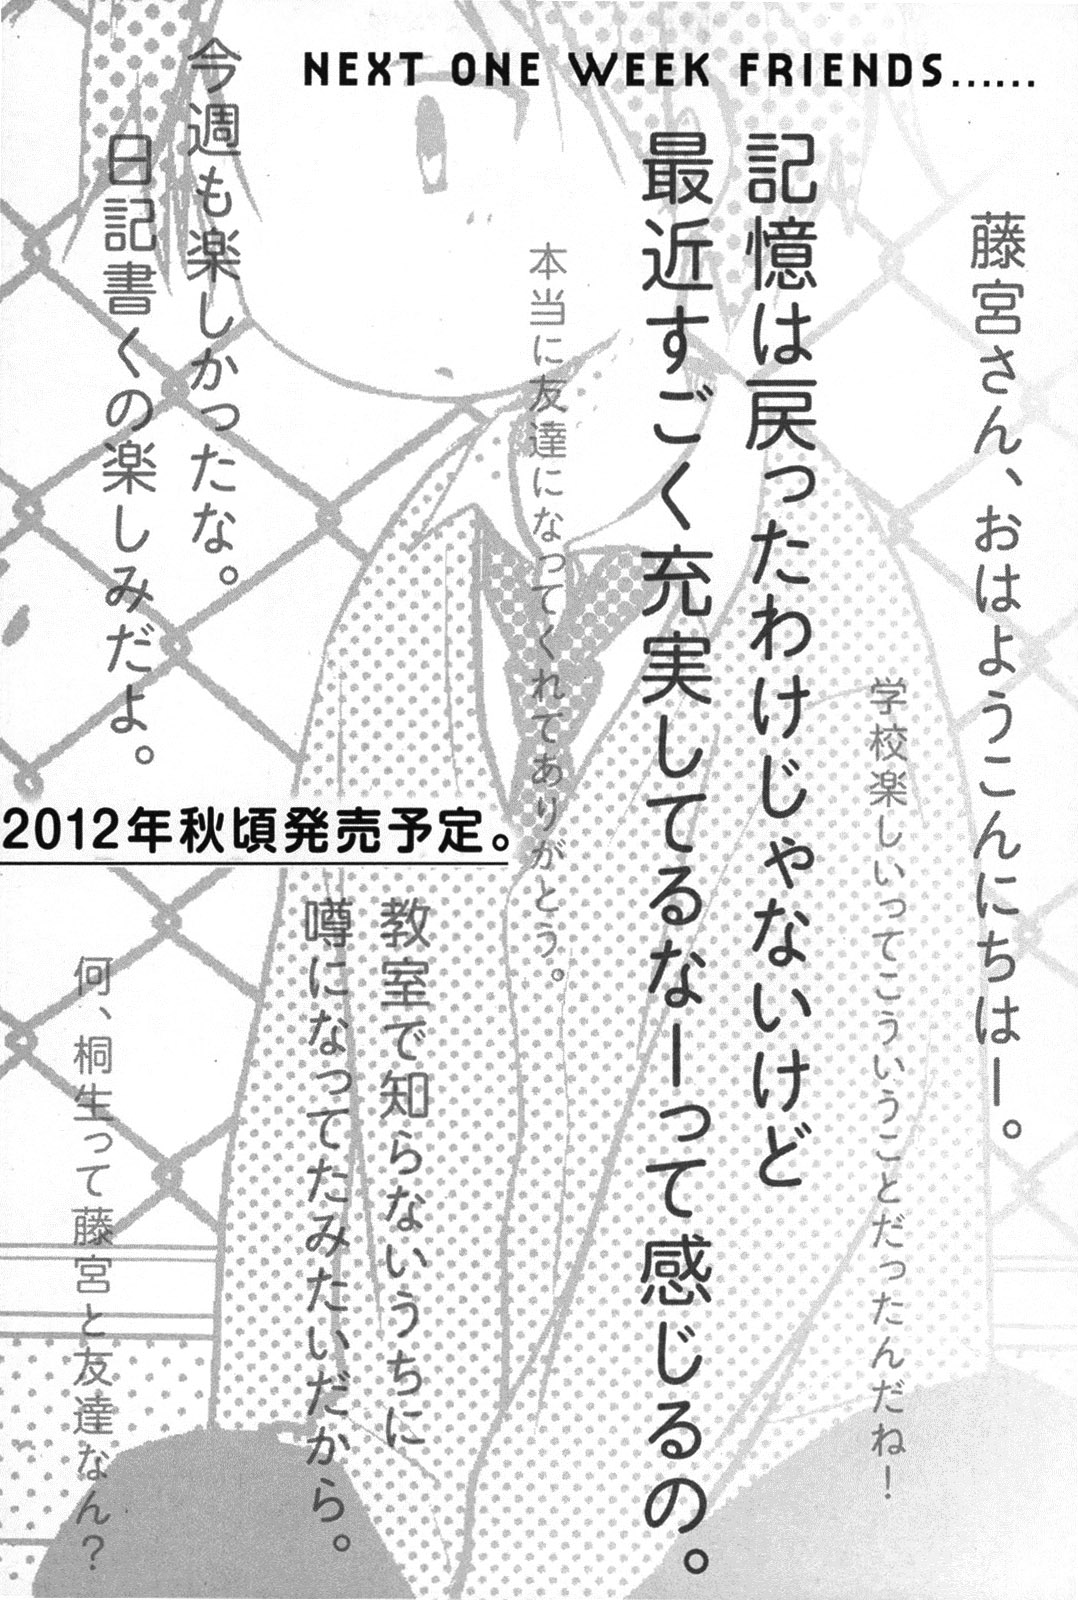 NEXT ONE WEEK FRIENDS……
藤宮さん、おはようこんにちはー。
学校楽しいってこういうことだったんだね！
記憶は戻ったわけじゃないけど
最近すごく充実してるなーって感じるの。
本当に友達になってくれてありがとう。
教室で知らないうちに
噂になってたみたいだから。
今週も楽しかったな。
日記書くの楽しみだよ。
2012年秋頃発売予定。
何、桐生って藤宮と友達なん？